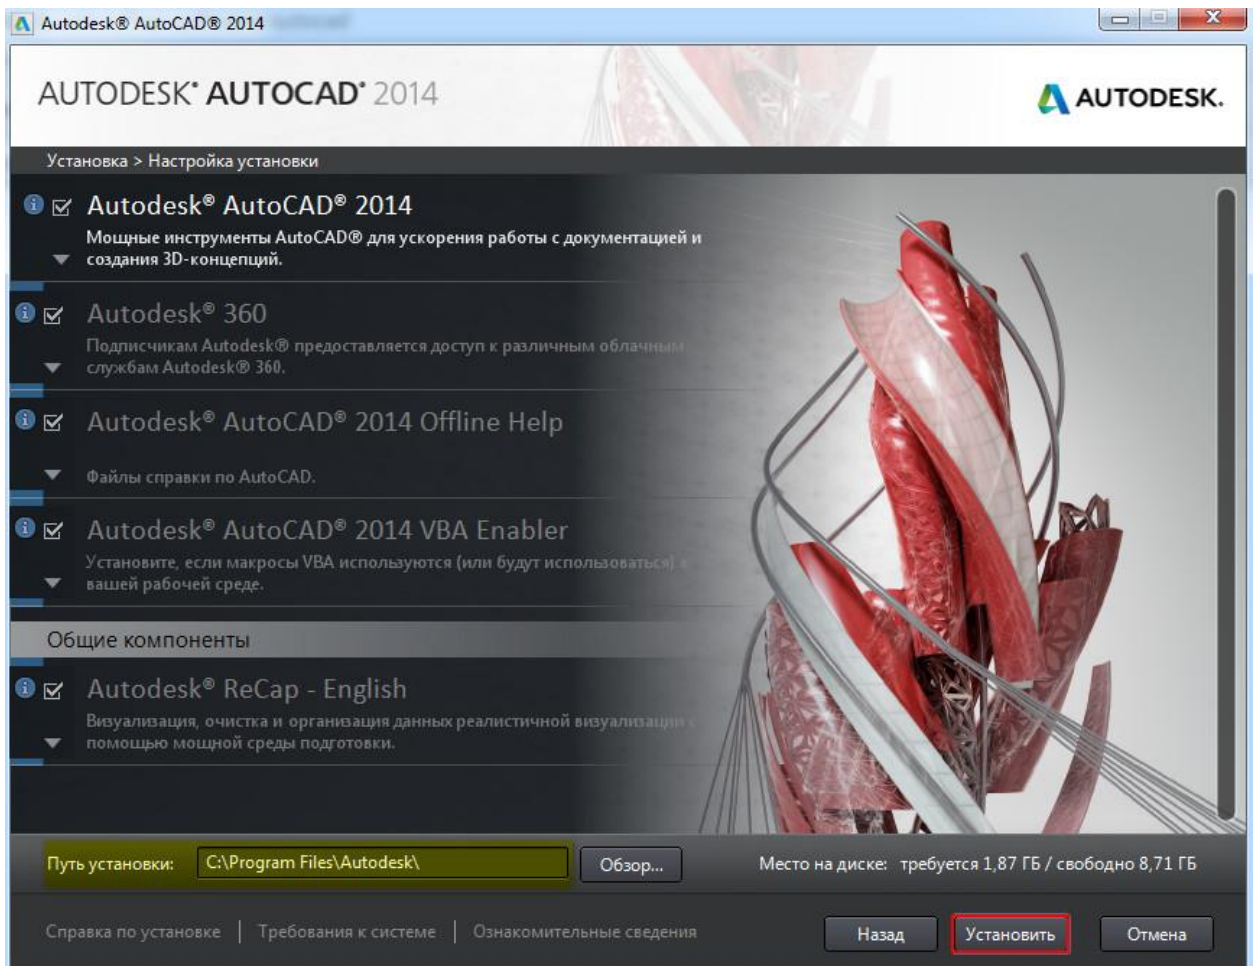 Autodesk® AutoCAD® 2014
AUTODESK® AUTOCAD® 2014
AUTODESK.
Установка > Настройка установки
Autodesk® AutoCAD® 2014
Мощные инструменты AutoCAD® для ускорения работы с документацией и
создания 3D-концепций.
Autodesk® 360
Подписчикам Autodesk® предоставляется доступ к различным облачным
службам Autodesk® 360.
Autodesk® AutoCAD® 2014 Offline Help
Файлы справки по AutoCAD.
Autodesk® AutoCAD® 2014 VBA Enabler
Установите, если макросы VBA используются (или будут использоваться) в
вашей рабочей среде.
Общие компоненты
Autodesk® ReCap - English
Визуализация, очистка и организация данных реалистичной визуализации с
помощью мощной среды подготовки.
Путь установки: C:\Program Files\Autodesk\ Обзор... Место на диске: требуется 1,87 ГБ / свободно 8,71 ГБ
Справка по установке | Требования к системе | Ознакомительные сведения Назад Установить Отмена